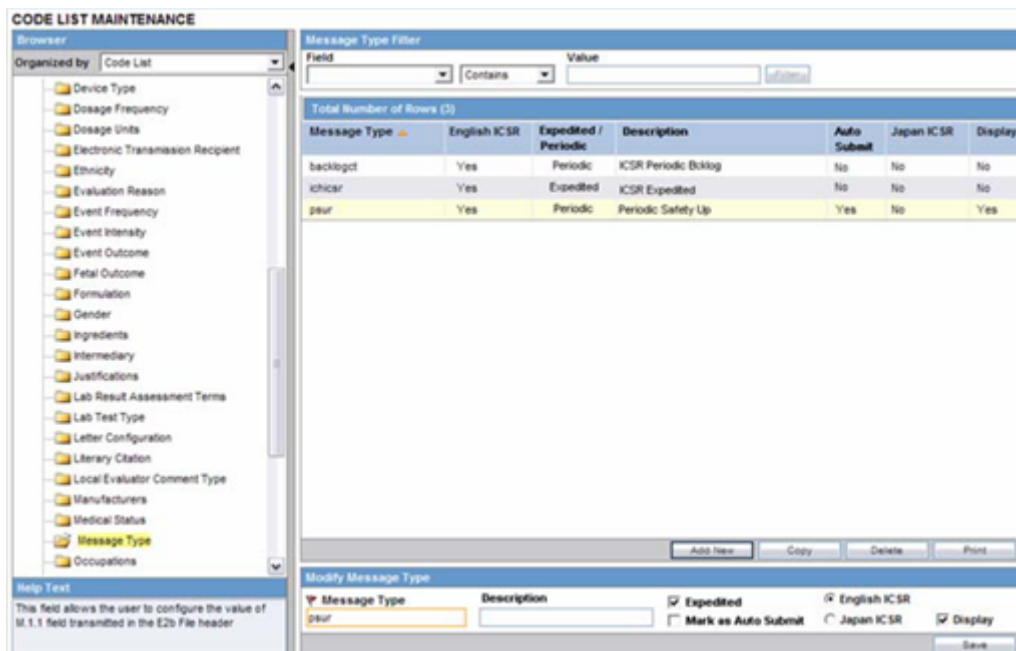 CODE LIST MAINTENANCE
Browser
Organized by Code List
Device Type
Dosage Frequency
Dosage Units
Electronic Transmission Recipient
Ethnicity
Evaluation Reason
Event Frequency
Event Intensity
Event Outcome
Fetal Outcome
Formulation
Gender
Ingredients
Intermediary
Justifications
Lab Result Assessment Terms
Lab Test Type
Letter Configuration
Literary Citation
Local Evaluator Comment Type
Manufacturers
Medical Status
Message Type
Occupations
Help Text
This field allows the user to configure the value of
M.1.1 field transmitted in the E2b File header
Message Type Filter
Field Value
Contains Filter
Total Number of Rows (3)
Message Type English ICSR Expedited / Periodic Description Auto Submit Japan ICSR Display
backlogct Yes Periodic ICSR Periodic Bcklog No No No
ichicsr Yes Expedited ICSR Expedited No No No
psur Yes Periodic Periodic Safety Up Yes No Yes
Add New Copy Delete Print
Modify Message Type
Message Type Description Expedited English ICSR
psur Mark as Auto Submit Japan ICSR Display
Save